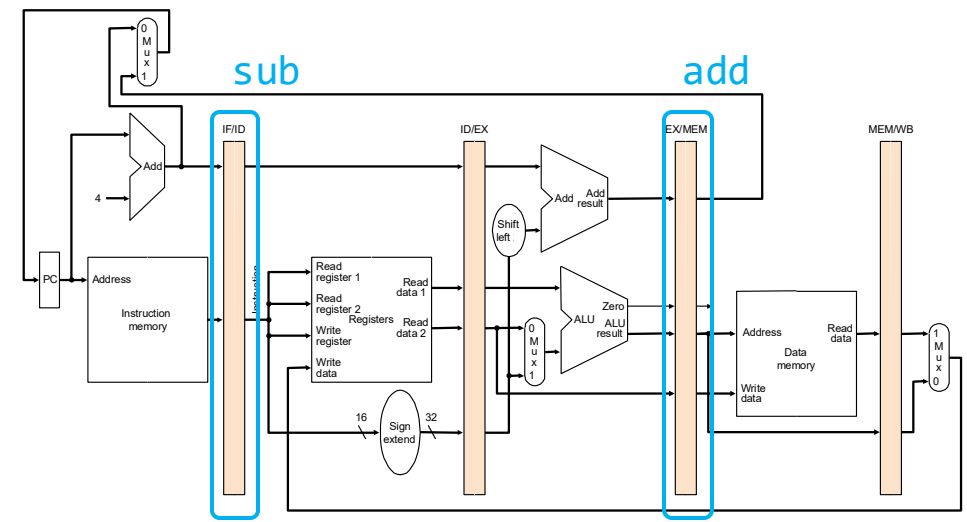 0
M
u
x
1
sub
add
IF/ID
ID/EX
EX/MEM
MEM/WB
Add
4
Add
Add
result
Shift
left
PC
Address
Instruction
memory
Instruction
Read
register 1
Read
register 2
Write
register
Write
data
Registers
Read
data 1
Read
data 2
Zero
ALU
ALU
result
0
M
u
x
1
Address
Write
data
Read
data
Data
memory
1
M
u
x
0
16
Sign
extend
32